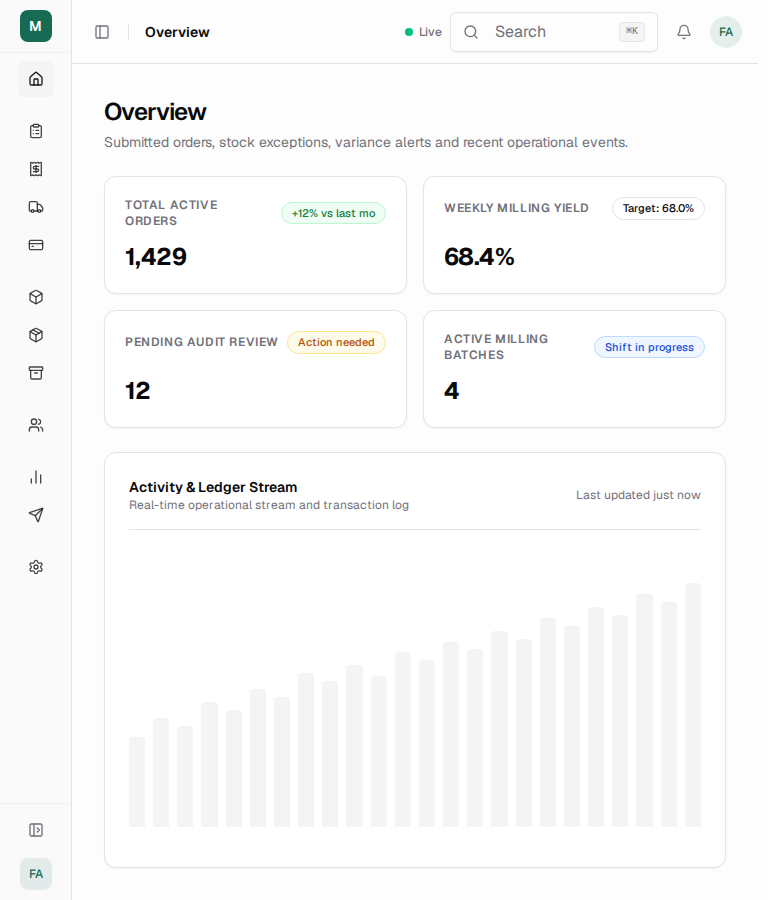 M
Overview
Live
Search
⌘K
FA
Overview
Submitted orders, stock exceptions, variance alerts and recent operational events.
TOTAL ACTIVE
ORDERS
+12% vs last mo
1,429
WEEKLY MILLING YIELD
Target: 68.0%
68.4%
PENDING AUDIT REVIEW
Action needed
12
ACTIVE MILLING
BATCHES
Shift in progress
4
Activity & Ledger Stream
Real-time operational stream and transaction log
Last updated just now
FA